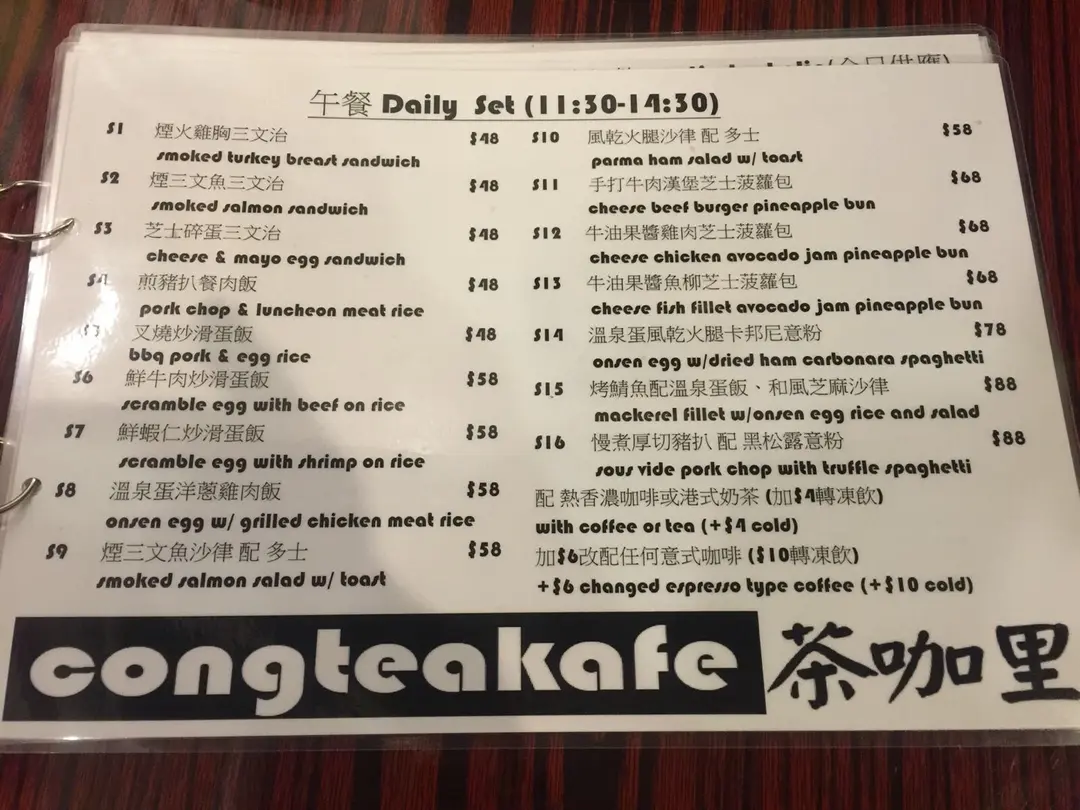 午餐 Daily Set (11:30-14:30)
S1 煙火雞胸三文治 $48
smoked turkey breast sandwich
S2 煙三文魚三文治 $48
smoked salmon sandwich
S3 芝士碎蛋三文治 $48
cheese & mayo egg sandwich
S4 煎豬扒餐肉飯 $48
pork chop & luncheon meat rice
叉燒炒滑蛋飯 $48
bbq pork & egg rice
S6 鮮牛肉炒滑蛋飯 $58
scramble egg with beef on rice
S7 鮮蝦仁炒滑蛋飯 $58
scramble egg with shrimp on rice
S8 溫泉蛋洋蔥雞肉飯 $58
onsen egg w/ grilled chicken meat rice
S9 煙三文魚沙律 配 多士 $58
smoked salmon salad w/ toast
S10 風乾火腿沙律 配 多士 $58
parma ham salad w/ toast
S11 手打牛肉漢堡芝士菠蘿包 $68
cheese beef burger pineapple bun
S12 牛油果醬雞肉芝士菠蘿包 $68
cheese chicken avocado jam pineapple bun
S13 牛油果醬魚柳芝士菠蘿包 $68
cheese fish fillet avocado jam pineapple bun
S14 溫泉蛋風乾火腿卡邦尼意粉 $78
onsen egg w/dried ham carbonara spaghetti
S15 烤鯖魚配溫泉蛋飯、和風芝麻沙律 $88
mackerel fillet w/onsen egg rice and salad
S16 慢煮厚切豬扒 配 黑松露意粉 $88
sous vide pork chop with truffle spaghetti
配 熱香濃咖啡或港式奶茶 (加$4轉凍飲)
with coffee or tea (+$4 cold)
加$6改配任何意式咖啡 ($10轉凍飲)
+$6 changed espresso type coffee (+$10 cold)
congteakafe 茶咖里